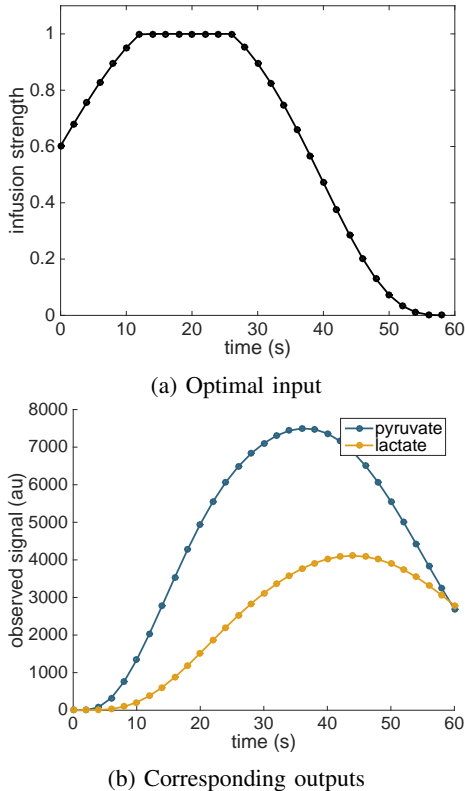 1
0.8
0.6
0.4
0.2
0
infusion strength
0 10 20 30 40 50 60
time (s)
(a) Optimal input
8000
7000
6000
5000
4000
3000
2000
1000
0
observed signal (au)
pyruvate
lactate
0 10 20 30 40 50 60
time (s)
(b) Corresponding outputs